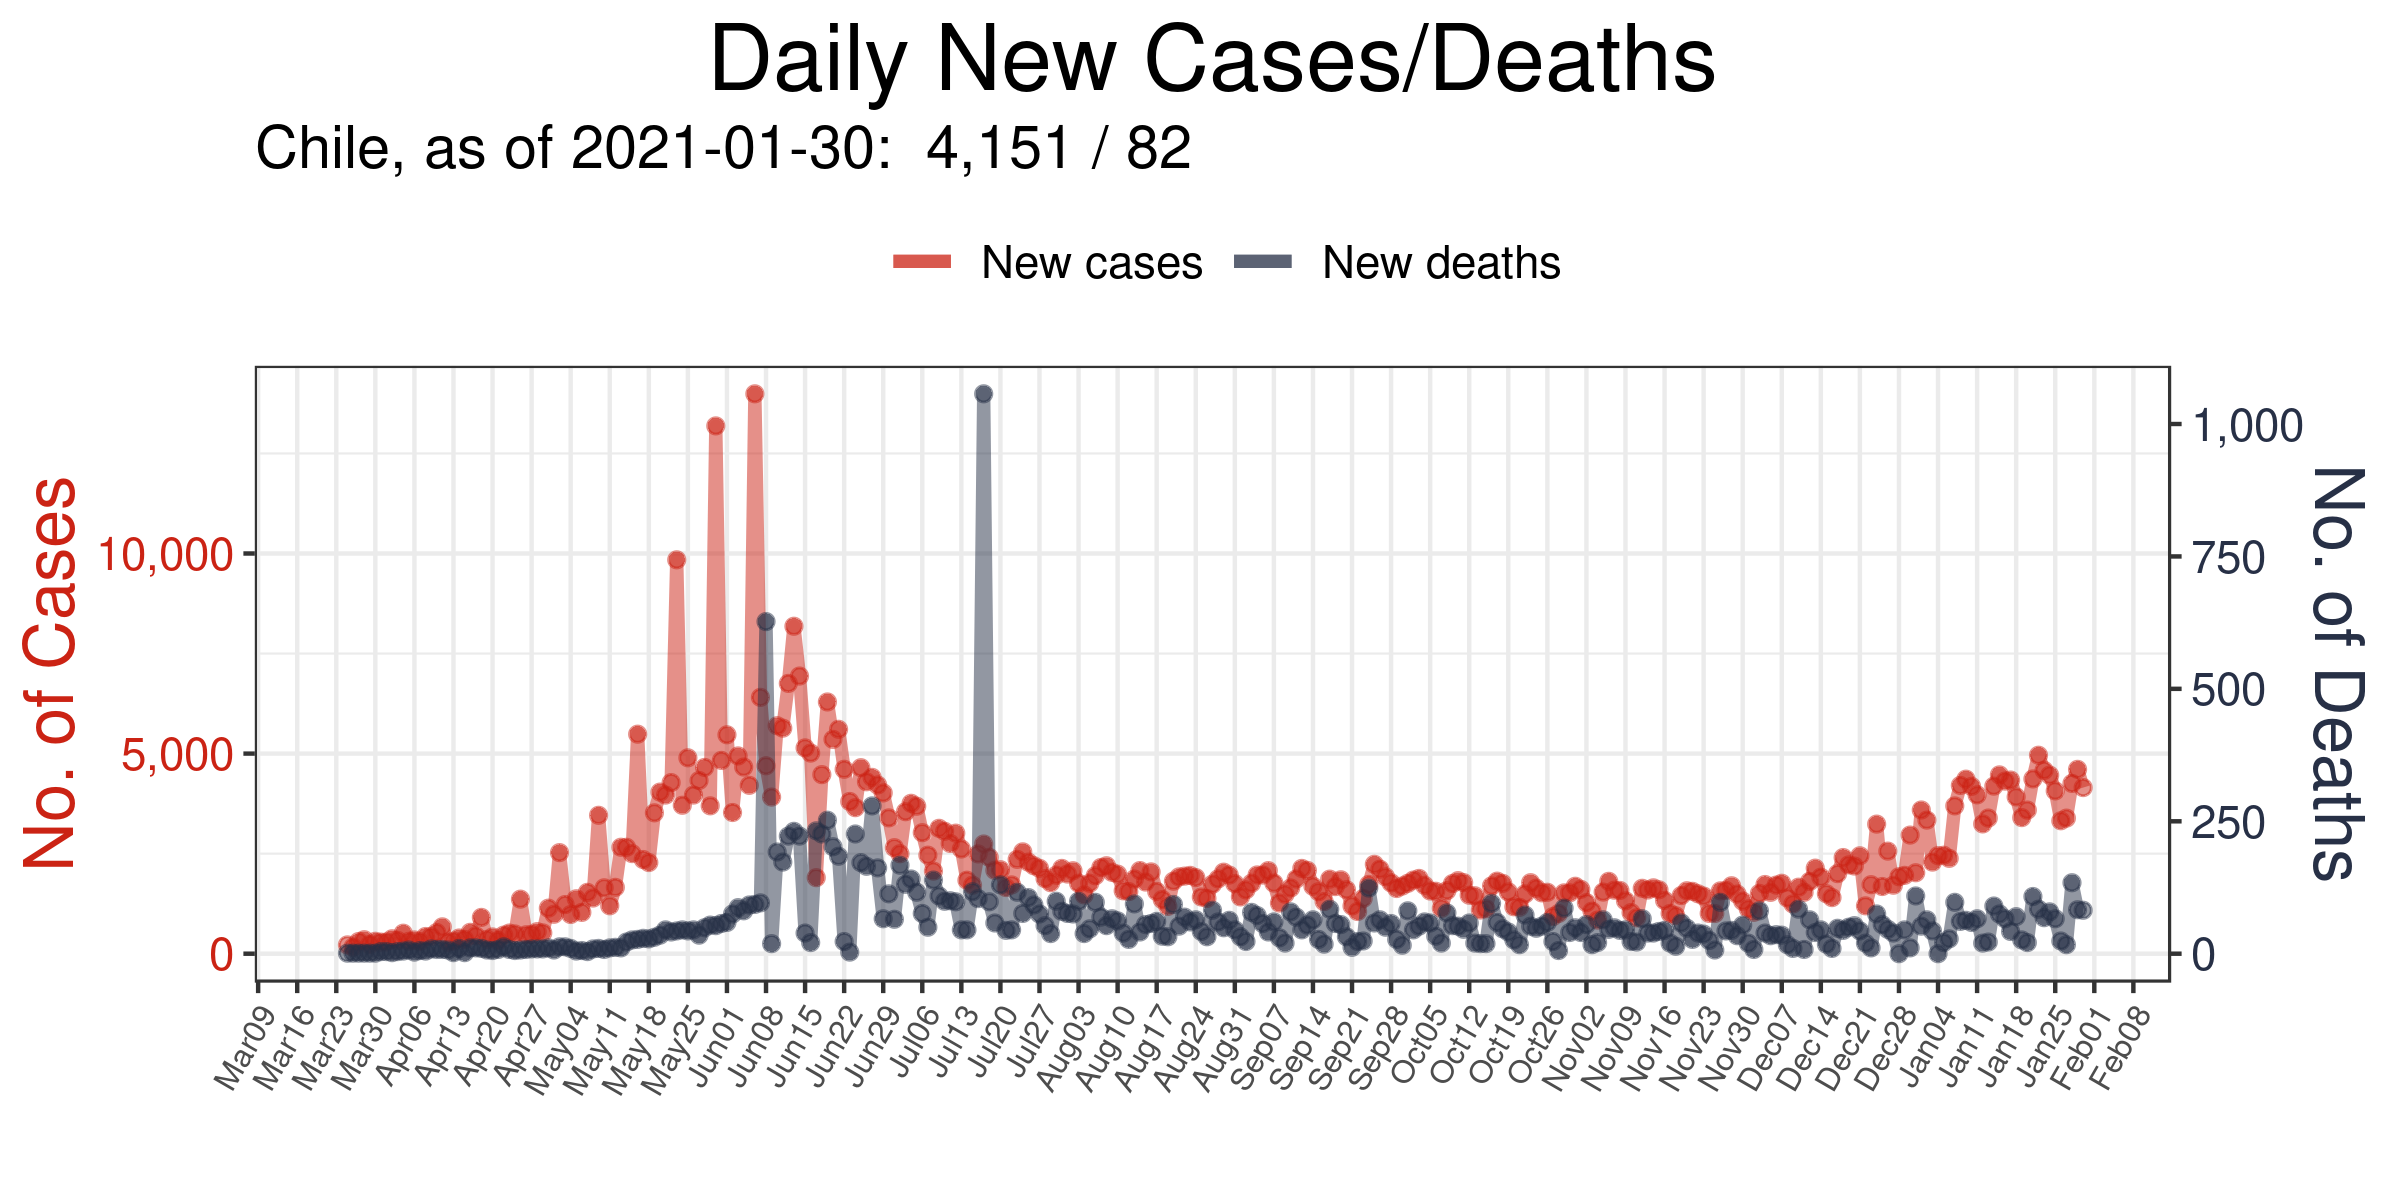 Daily New Cases/Deaths
Chile, as of 2021-01-30:  4,151 / 82
New cases
New deaths
No. of Cases
10,000
5,000
0
1,000
750
500
250
0
No. of Deaths
Mar09
Mar16
Mar23
Mar30
Apr06
Apr13
Apr20
Apr27
May04
May11
May18
May25
Jun01
Jun08
Jun15
Jun22
Jun29
Jul06
Jul13
Jul20
Jul27
Aug03
Aug10
Aug17
Aug24
Aug31
Sep07
Sep14
Sep21
Sep28
Oct05
Oct12
Oct19
Oct26
Nov02
Nov09
Nov16
Nov23
Nov30
Dec07
Dec14
Dec21
Dec28
Jan04
Jan11
Jan18
Jan25
Feb01
Feb08